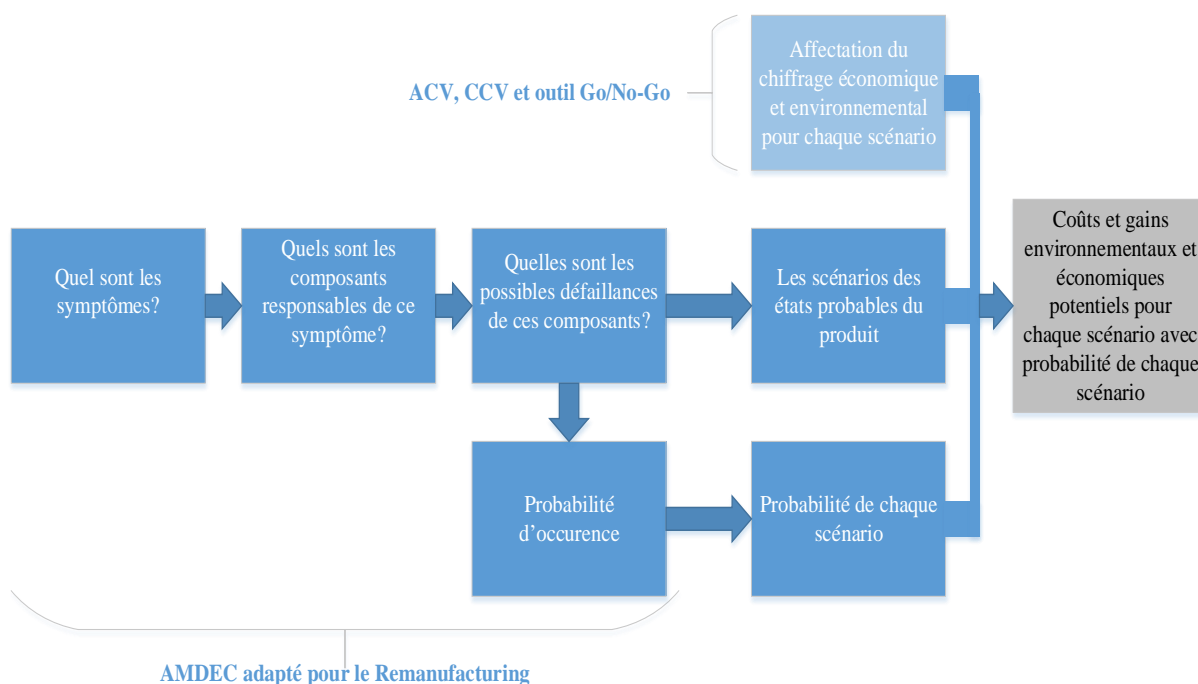 Affectation du
chiffrage économique
et environnemental
pour chaque scénario
ACV, CCV et outil Go/No-Go
Quel sont les
symptômes?
Quels sont les
composants
responsables de ce
symptôme?
Quelles sont les
possibles défaillances
de ces composants?
Les scénarios des
états probables du
produit
Coûts et gains
environnementaux et
économiques
potentiels pour
chaque scénario avec
probabilité de chaque
scénario
Probabilité
d’occurence
Probabilité de chaque
scénario
AMDEC adapté pour le Remanufacturing